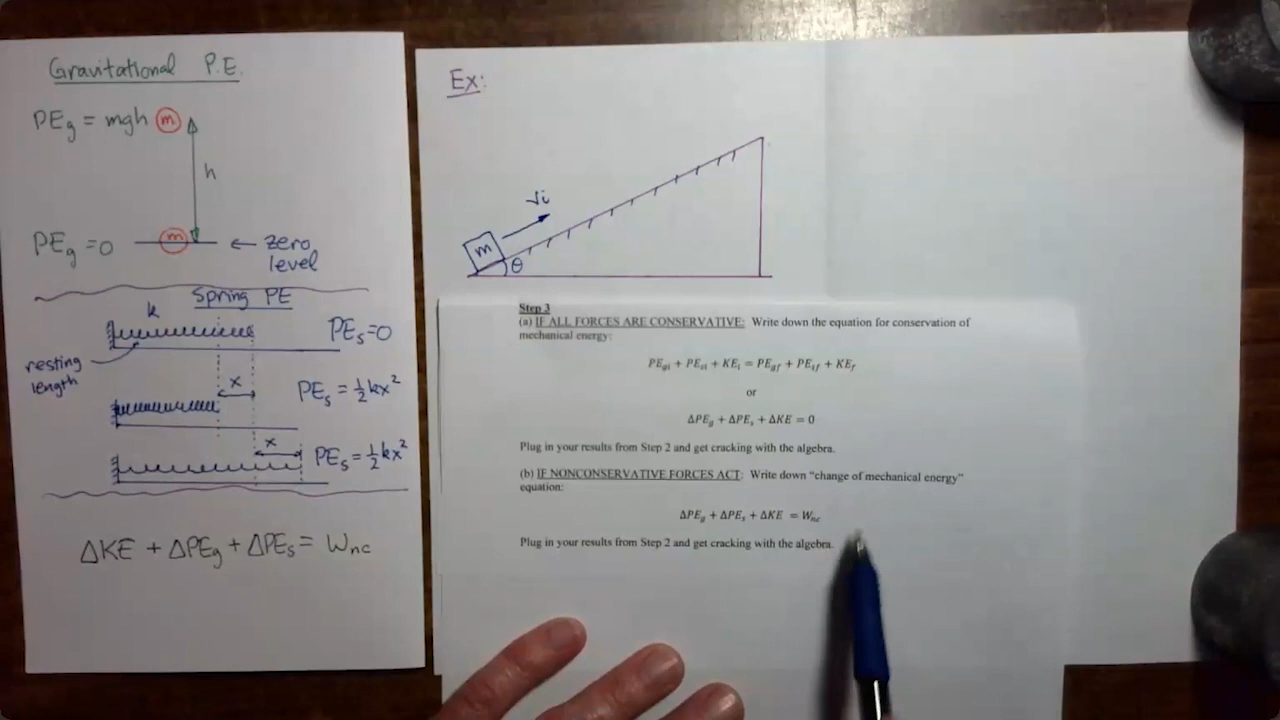 Gravitational P.E.
PEg = mgh m
h
PEg = 0 m ← zero
level
Spring PE
k
PEs = 0
resting
length
x
PEs = ½kx²
x
PEs = ½kx²
ΔKE + ΔPEg + ΔPEs = Wnc
Ex:
vi
m
θ
Step 3
(a) IF ALL FORCES ARE CONSERVATIVE: Write down the equation for conservation of
mechanical energy:
PEgi + PEsi + KEi = PEgf + PEsf + KEf
or
ΔPEg + ΔPEs + ΔKE = 0
Plug in your results from Step 2 and get cracking with the algebra.
(b) IF NONCONSERVATIVE FORCES ACT: Write down “change of mechanical energy”
equation:
ΔPEg + ΔPEs + ΔKE = Wnc
Plug in your results from Step 2 and get cracking with the algebra.